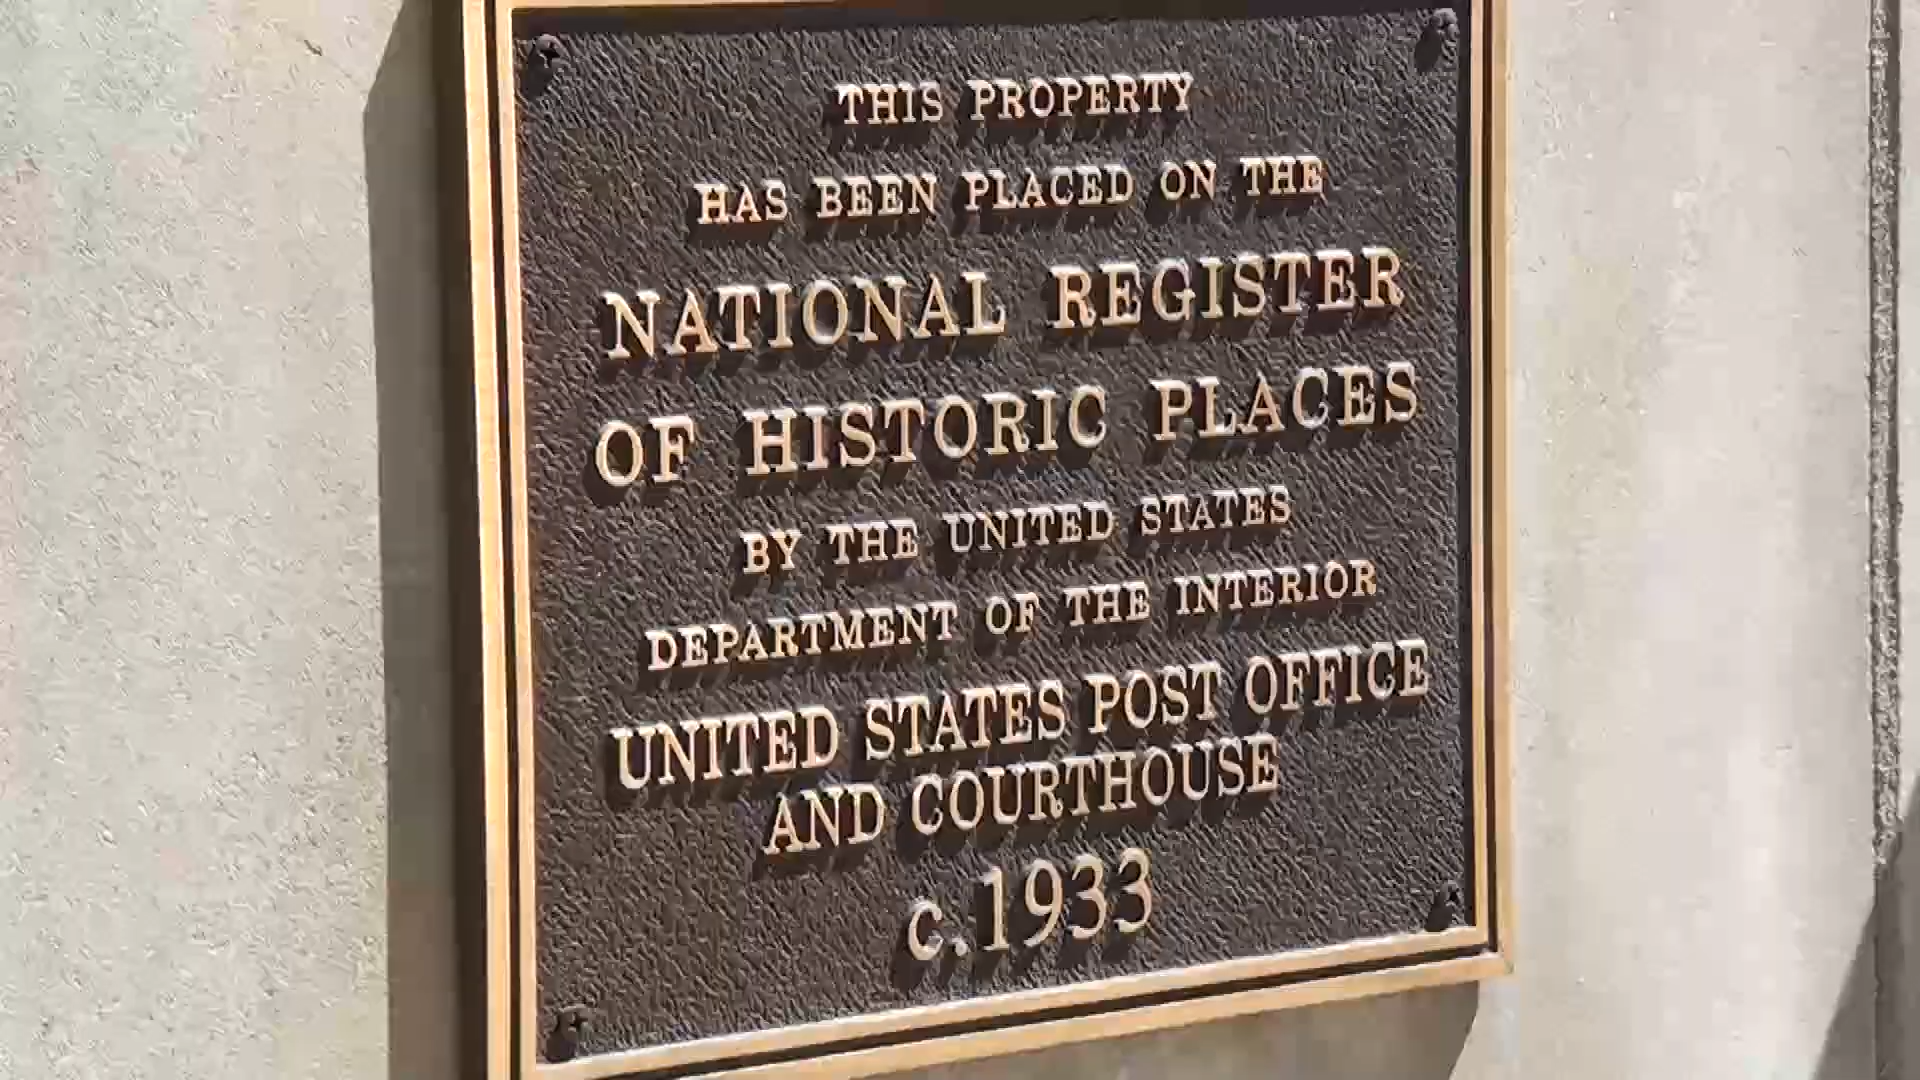 THIS PROPERTY
HAS BEEN PLACED ON THE
NATIONAL REGISTER
OF HISTORIC PLACES
BY THE UNITED STATES
DEPARTMENT OF THE INTERIOR
UNITED STATES POST OFFICE
AND COURTHOUSE
c.1933